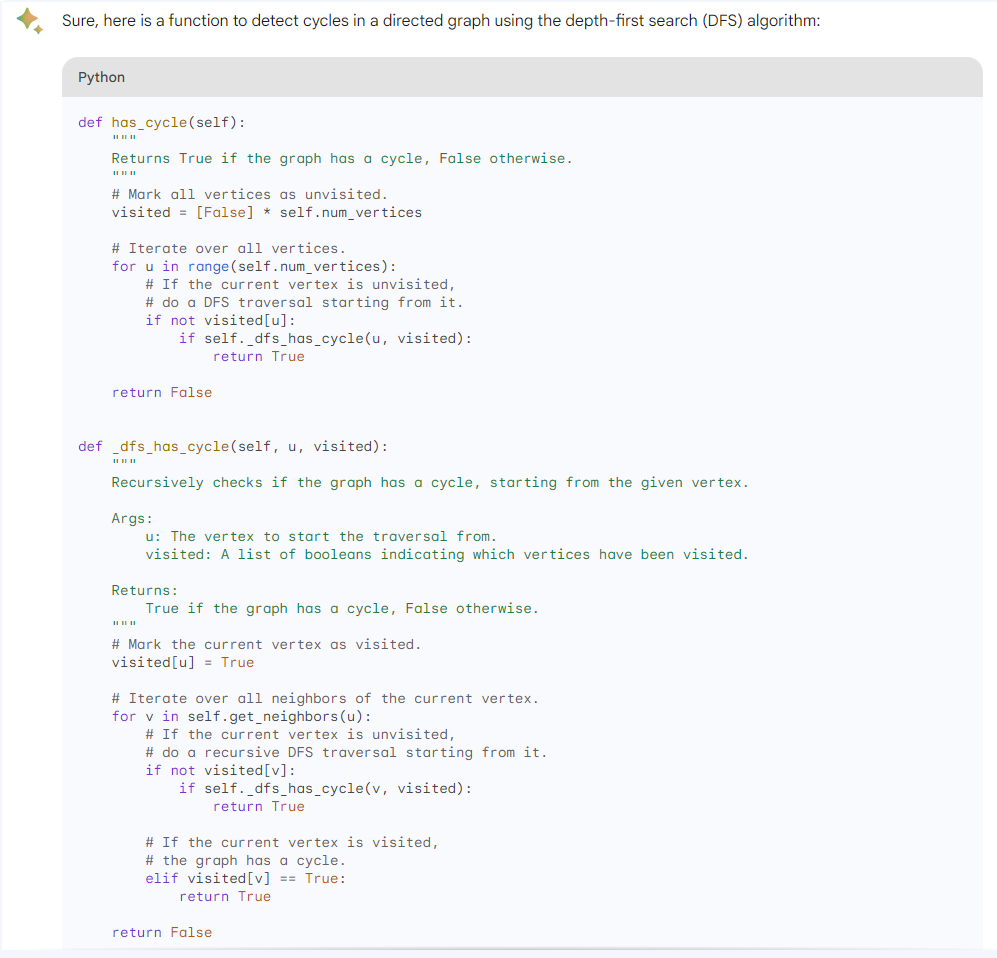 Sure, here is a function to detect cycles in a directed graph using the depth-first search (DFS) algorithm:
Python
def has_cycle(self):
    """
    Returns True if the graph has a cycle, False otherwise.
    """
    # Mark all vertices as unvisited.
    visited = [False] * self.num_vertices

    # Iterate over all vertices.
    for u in range(self.num_vertices):
        # If the current vertex is unvisited,
        # do a DFS traversal starting from it.
        if not visited[u]:
            if self._dfs_has_cycle(u, visited):
                return True

    return False


def _dfs_has_cycle(self, u, visited):
    """
    Recursively checks if the graph has a cycle, starting from the given vertex.

    Args:
        u: The vertex to start the traversal from.
        visited: A list of booleans indicating which vertices have been visited.

    Returns:
        True if the graph has a cycle, False otherwise.
    """
    # Mark the current vertex as visited.
    visited[u] = True

    # Iterate over all neighbors of the current vertex.
    for v in self.get_neighbors(u):
        # If the current vertex is unvisited,
        # do a recursive DFS traversal starting from it.
        if not visited[v]:
            if self._dfs_has_cycle(v, visited):
                return True

        # If the current vertex is visited,
        # the graph has a cycle.
        elif visited[v] == True:
            return True

    return False